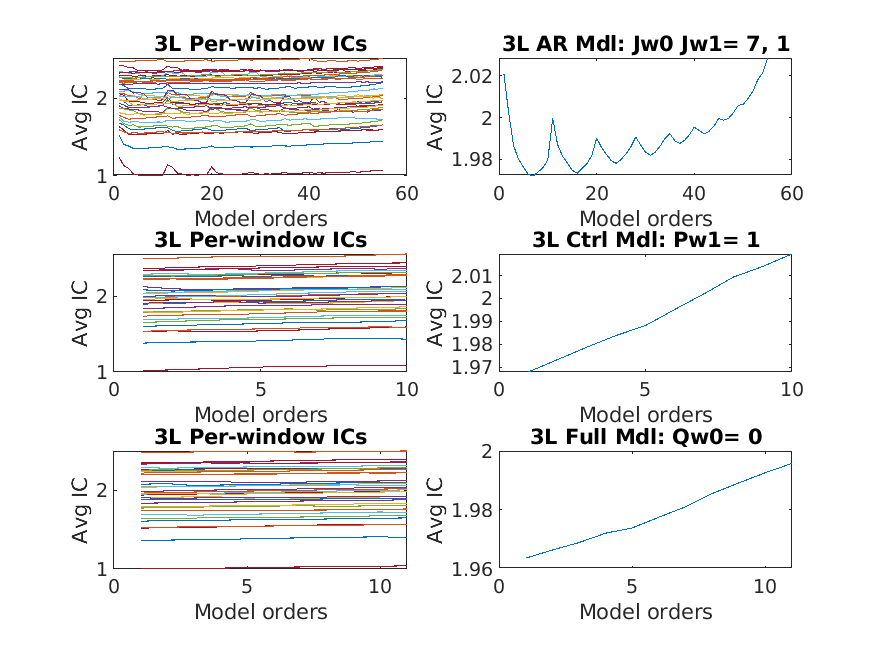 3L Per-window ICs
Avg IC
2
1
0
20
40
60
Model orders
3L AR Mdl: Jw0 Jw1= 7, 1
Avg IC
2.02
2
1.98
0
20
40
60
Model orders
3L Per-window ICs
Avg IC
2
1
0
5
10
Model orders
3L Ctrl Mdl: Pw1= 1
Avg IC
2.01
2
1.99
1.98
1.97
0
5
10
Model orders
3L Per-window ICs
Avg IC
2
1
0
5
10
Model orders
3L Full Mdl: Qw0= 0
Avg IC
2
1.98
1.96
0
5
10
Model orders